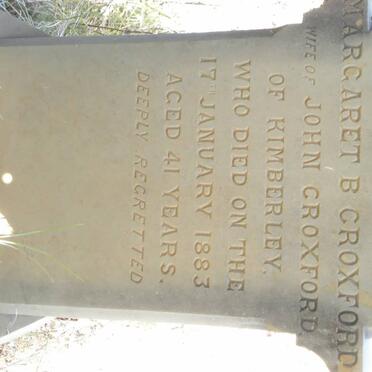 MARGARET B CROXFORD
WIFE OF JOHN CROXFORD
OF KIMBERLEY.
WHO DIED ON THE
17TH JANUARY 1883
AGED 41 YEARS.
DEEPLY REGRETTED